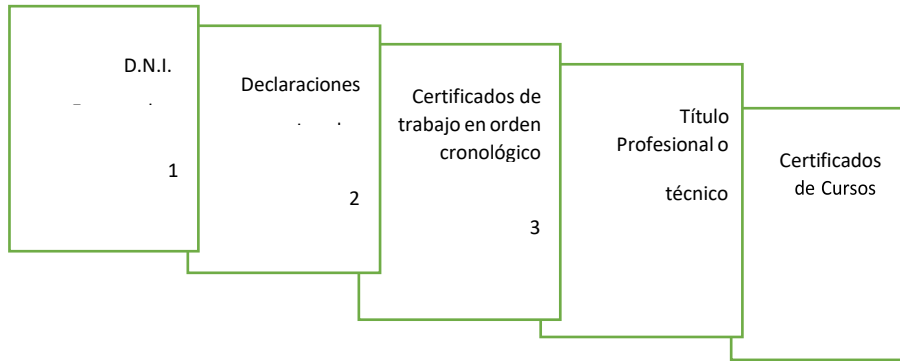 D.N.I.
1
Declaraciones
2
Certificados de
trabajo en orden
cronológico
3
Título
Profesional o
técnico
Certificados
de Cursos